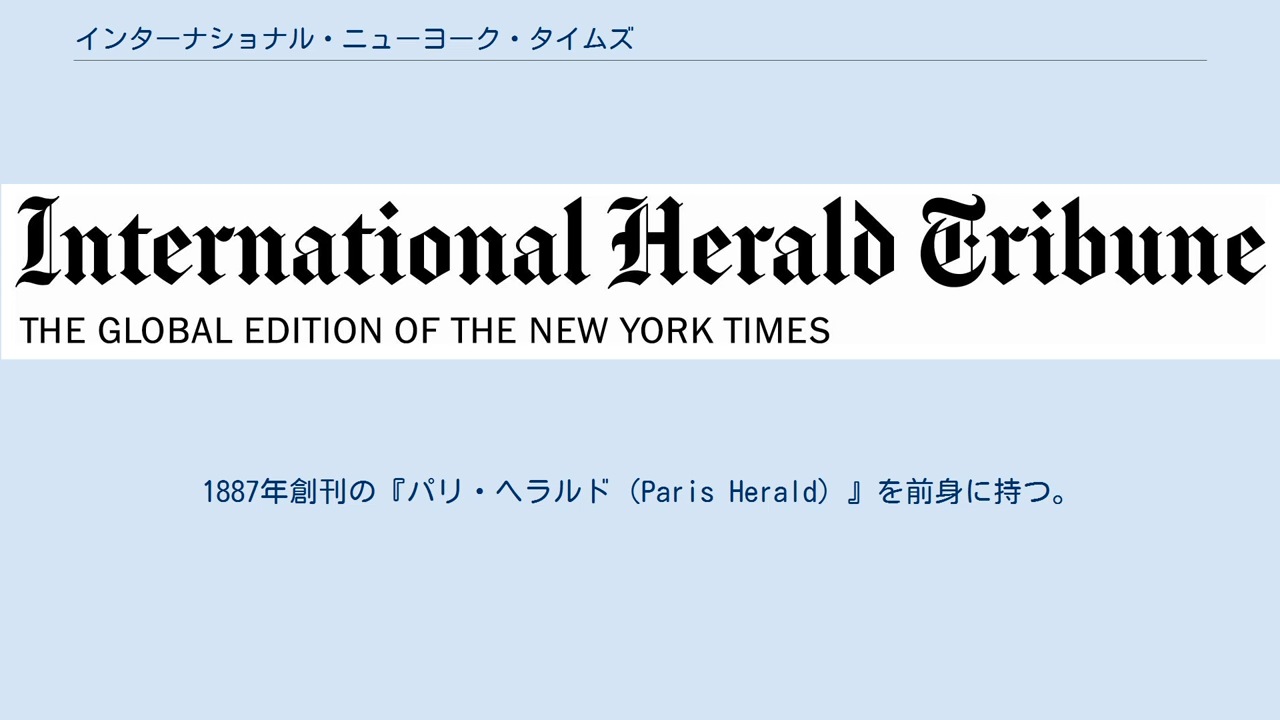 インターナショナル・ニューヨーク・タイムズ
International Herald Tribune
THE GLOBAL EDITION OF THE NEW YORK TIMES
1887年創刊の『パリ・ヘラルド（Paris Herald）』を前身に持つ。